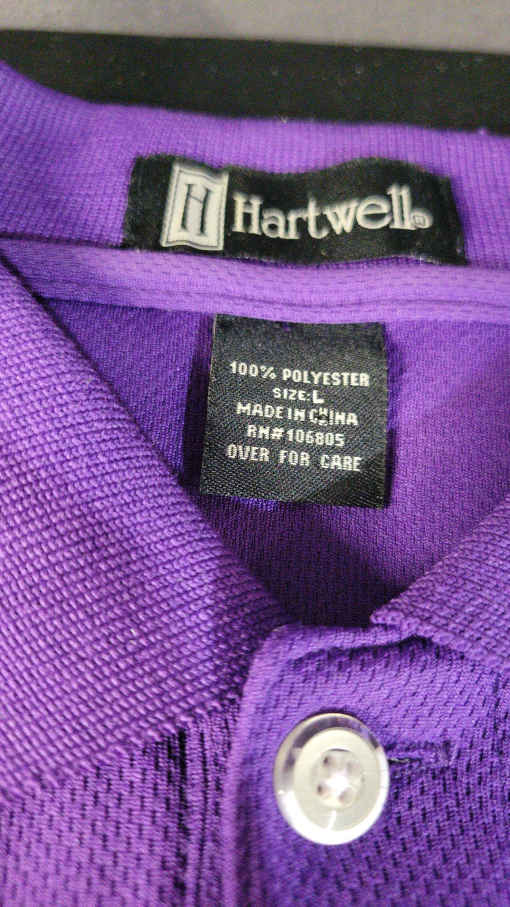 H Hartwell®
100% POLYESTER
SIZE:L
MADE IN CHINA
RN#106805
OVER FOR CARE